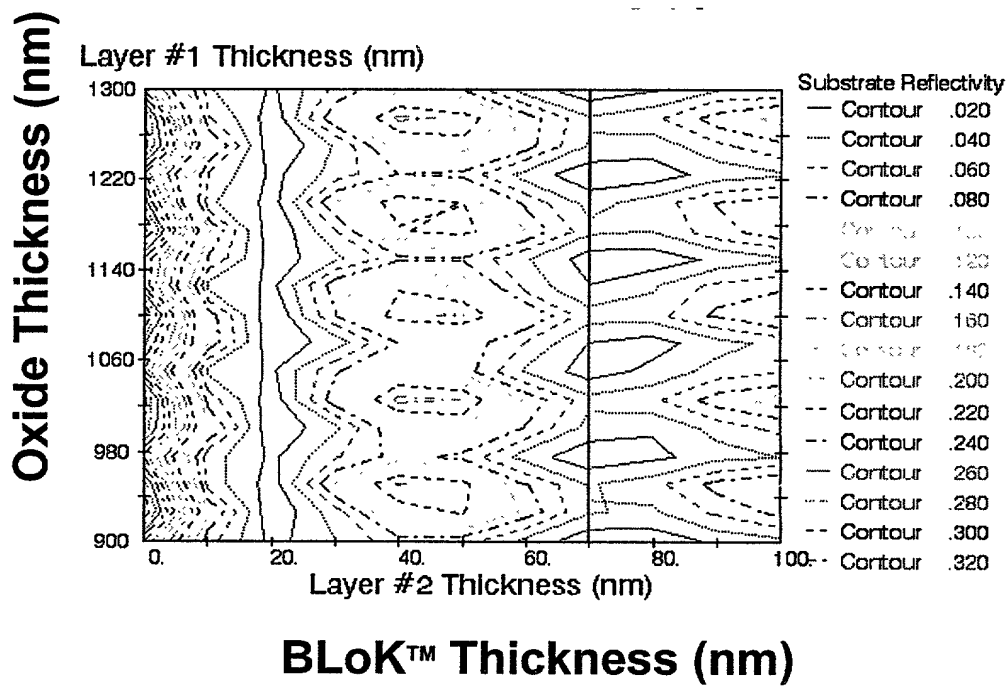 Oxide Thickness (nm)
Layer #1 Thickness (nm)
1300
1220
1140
1060
980
900
0.
20.
40.
60.
80.
100.
Layer #2 Thickness (nm)
BLoK™ Thickness (nm)
Substrate Reflectivity
Contour .020
Contour .040
Contour .060
Contour .080
Contour .120
Contour .140
Contour .160
Contour .200
Contour .220
Contour .240
Contour .260
Contour .280
Contour .300
Contour .320